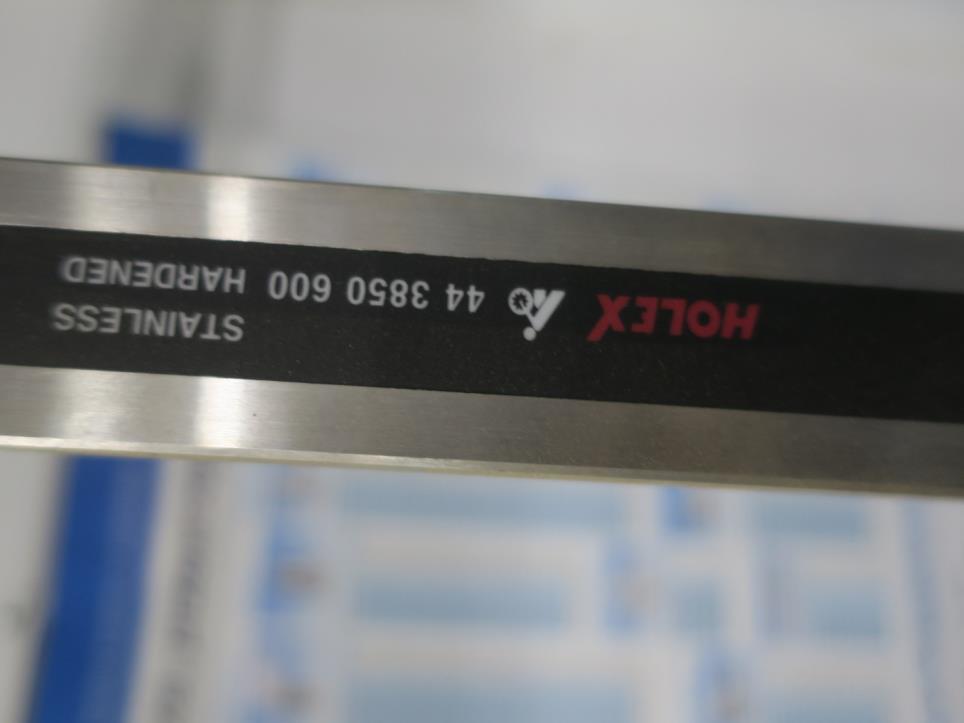 HOLEX 44 3850 600
STAINLESS
HARDENED